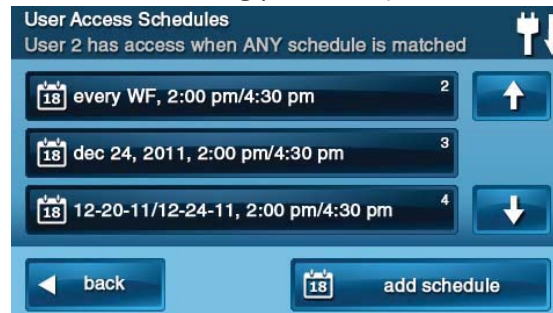 User Access Schedules
User 2 has access when ANY schedule is matched
18 every WF, 2:00 pm/4:30 pm 2
18 dec 24, 2011, 2:00 pm/4:30 pm 3
18 12-20-11/12-24-11, 2:00 pm/4:30 pm 4
back 18 add schedule